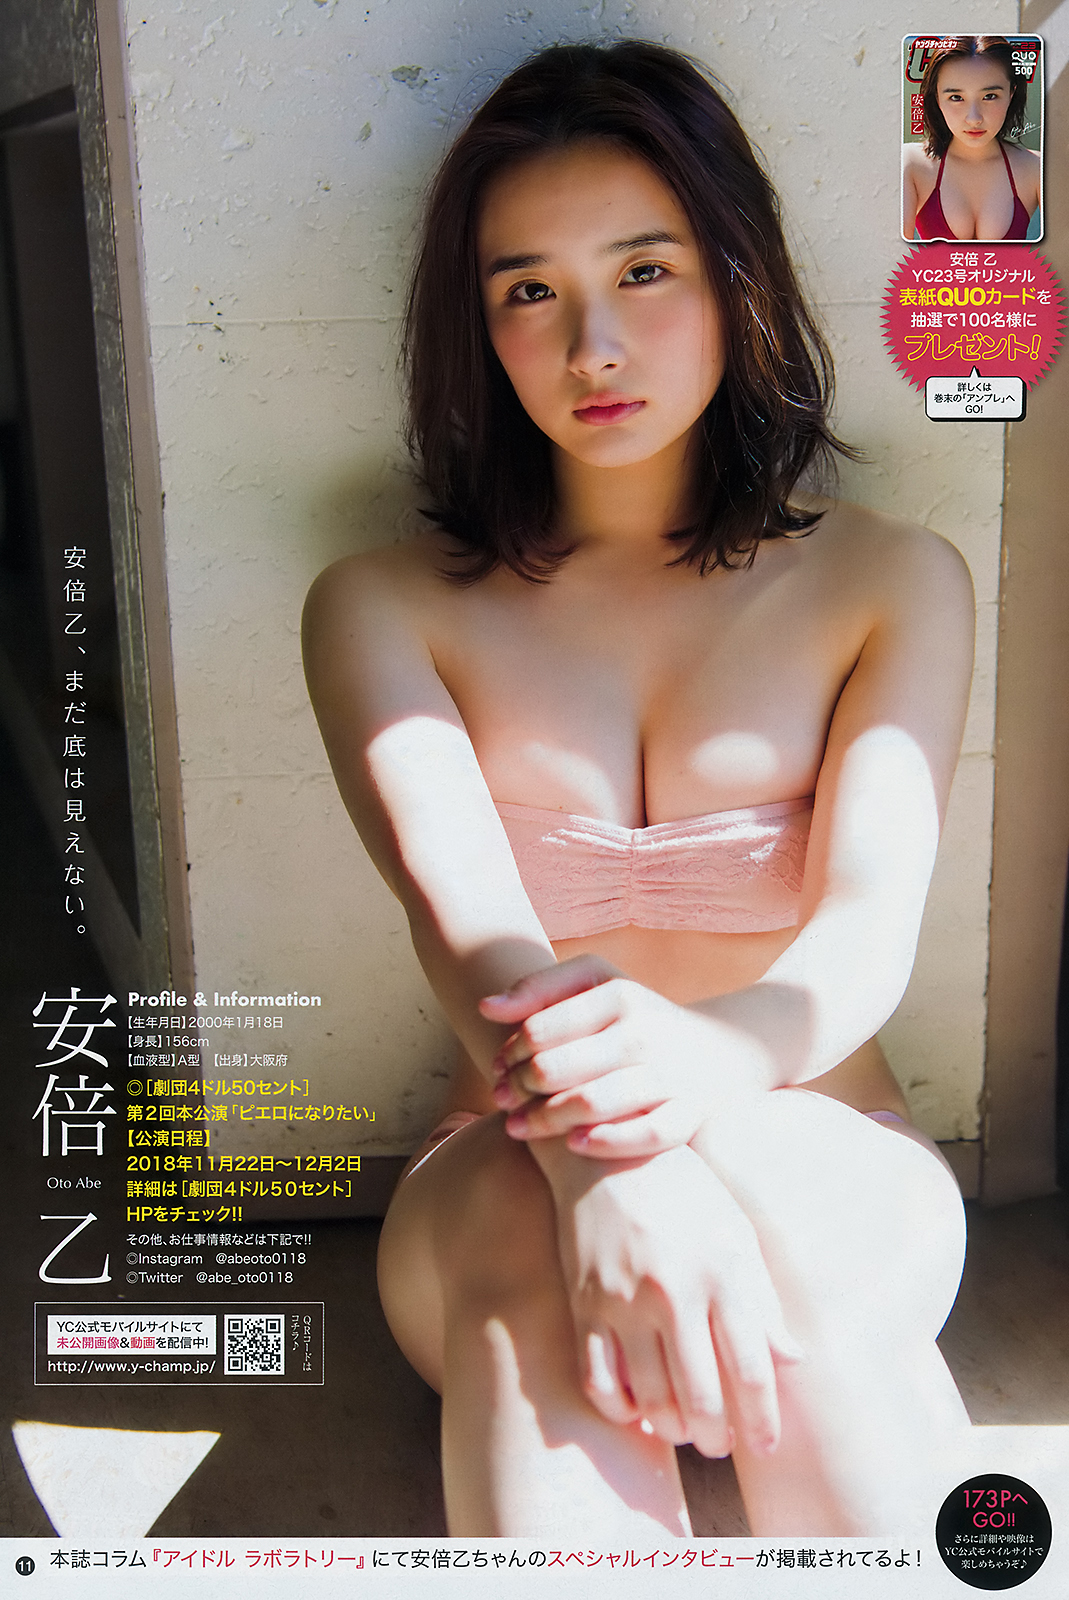 ヤングチャンピオン
QUO
500
安倍乙
Oto Abe
安倍 乙
YC23号オリジナル
表紙QUOカードを
抽選で100名様に
プレゼント!
詳しくは
巻末の「アンプレ」へ
GO!
安倍乙、まだ底は見えない。
安倍乙
Oto Abe
Profile & Information
【生年月日】2000年1月18日
【身長】156cm
【血液型】A型 【出身】大阪府
◎[劇団4ドル50セント]
第2回本公演「ピエロになりたい」
【公演日程】
2018年11月22日〜12月2日
詳細は[劇団4ドル50セント]
HPをチェック!!
その他、お仕事情報などは下記で!!
◎Instagram @abeoto0118
◎Twitter @abe_oto0118
YC公式モバイルサイトにて
未公開画像&動画を配信中!
http://www.y-champ.jp/
QRコードは
コチラ♪
173Pへ
GO!!
さらに詳細や映像は
YC公式モバイルサイトで
楽しめちゃうぞ♪
11
本誌コラム『アイドル ラボラトリー』にて安倍乙ちゃんのスペシャルインタビューが掲載されてるよ!